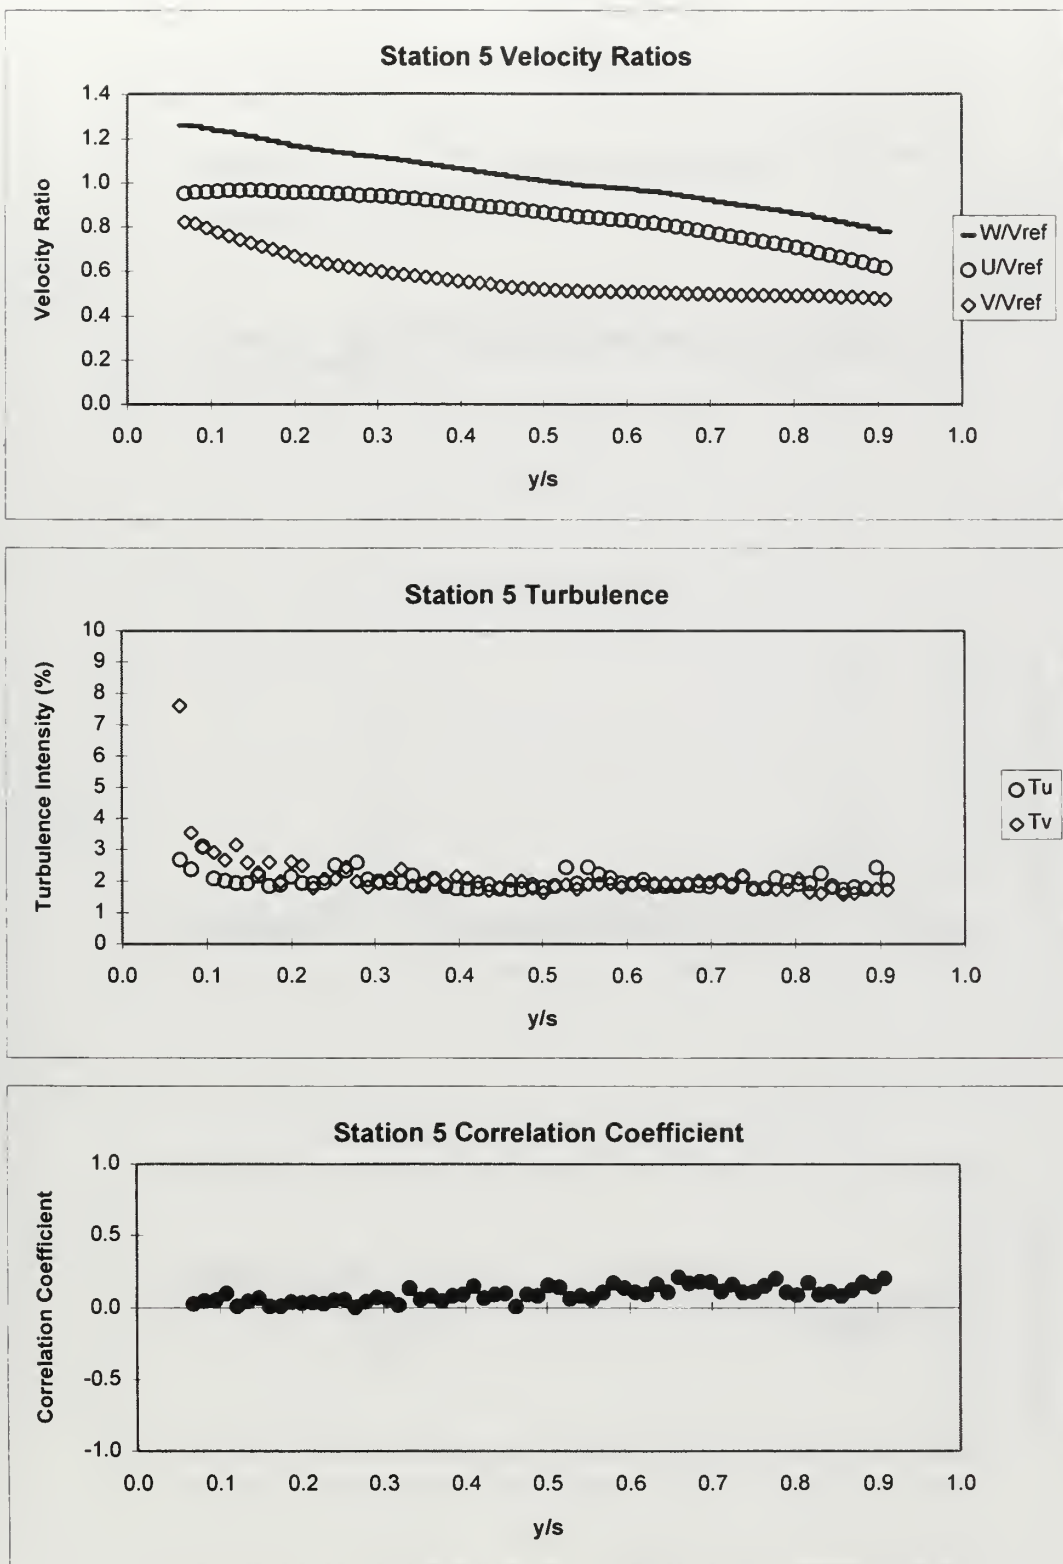 Station 5 Velocity Ratios
Velocity Ratio
1.4
1.2
1.0
0.8
0.6
0.4
0.2
0.0
0.0 0.1 0.2 0.3 0.4 0.5 0.6 0.7 0.8 0.9 1.0
y/s
W/Vref
U/Vref
V/Vref
Station 5 Turbulence
Turbulence Intensity (%)
10
9
8
7
6
5
4
3
2
1
0
0.0 0.1 0.2 0.3 0.4 0.5 0.6 0.7 0.8 0.9 1.0
y/s
Tu
Tv
Station 5 Correlation Coefficient
Correlation Coefficient
1.0
0.5
0.0
-0.5
-1.0
0.0 0.1 0.2 0.3 0.4 0.5 0.6 0.7 0.8 0.9 1.0
y/s